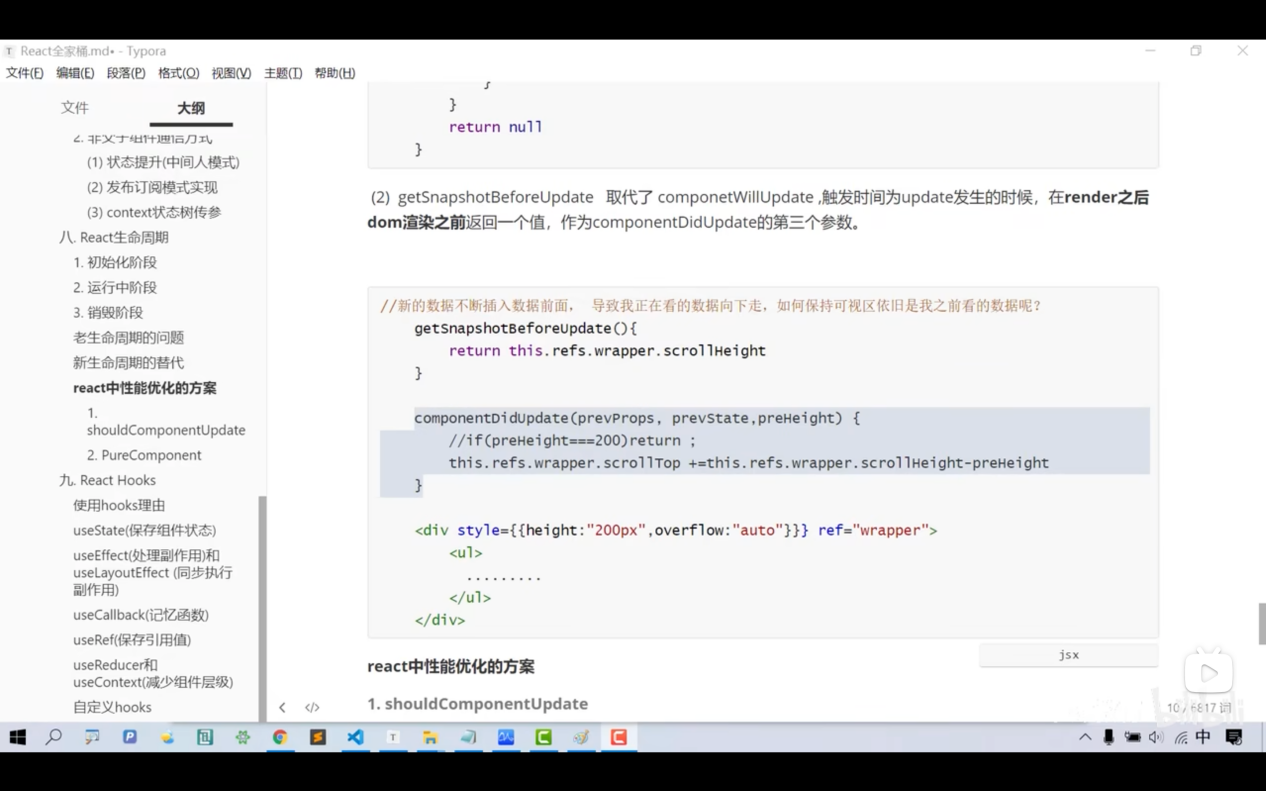 React全家桶.md• - Typora
文件(F) 编辑(E) 段落(P) 格式(O) 视图(V) 主题(T) 帮助(H)
文件 大纲
2. 非父子组件通信方式
(1) 状态提升(中间人模式)
(2) 发布订阅模式实现
(3) context状态树传参
八. React生命周期
1. 初始化阶段
2. 运行中阶段
3. 销毁阶段
老生命周期的问题
新生命周期的替代
react中性能优化的方案
1.
shouldComponentUpdate
2. PureComponent
九. React Hooks
使用hooks理由
useState(保存组件状态)
useEffect(处理副作用)和
useLayoutEffect (同步执行
副作用)
useCallback(记忆函数)
useRef(保存引用值)
useReducer和
useContext(减少组件层级)
自定义hooks
}
}
return null
}
(2) getSnapshotBeforeUpdate 取代了 componetWillUpdate ,触发时间为update发生的时候，在render之后
dom渲染之前返回一个值，作为componentDidUpdate的第三个参数。
//新的数据不断插入数据前面， 导致我正在看的数据向下走，如何保持可视区依旧是我之前看的数据呢？
getSnapshotBeforeUpdate(){
return this.refs.wrapper.scrollHeight
}
componentDidUpdate(prevProps, prevState,preHeight) {
//if(preHeight===200)return ;
this.refs.wrapper.scrollTop +=this.refs.wrapper.scrollHeight-preHeight
}
<div style={{height:"200px",overflow:"auto"}}} ref="wrapper">
<ul>
.........
</ul>
</div>
jsx
react中性能优化的方案
1. shouldComponentUpdate
10 / 6817 词
bilibili
中